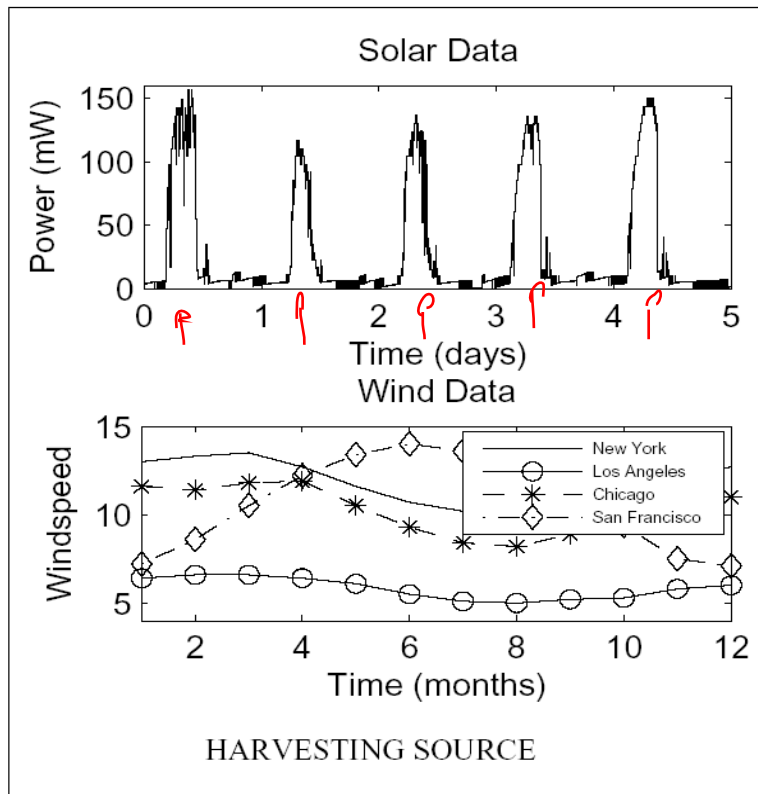 Solar Data
Power (mW)
150
100
50
0
0 1 2 3 4 5
Time (days)
Wind Data
Windspeed
15
10
5
New York
Los Angeles
Chicago
San Francisco
2 4 6 8 10 12
Time (months)
HARVESTING SOURCE